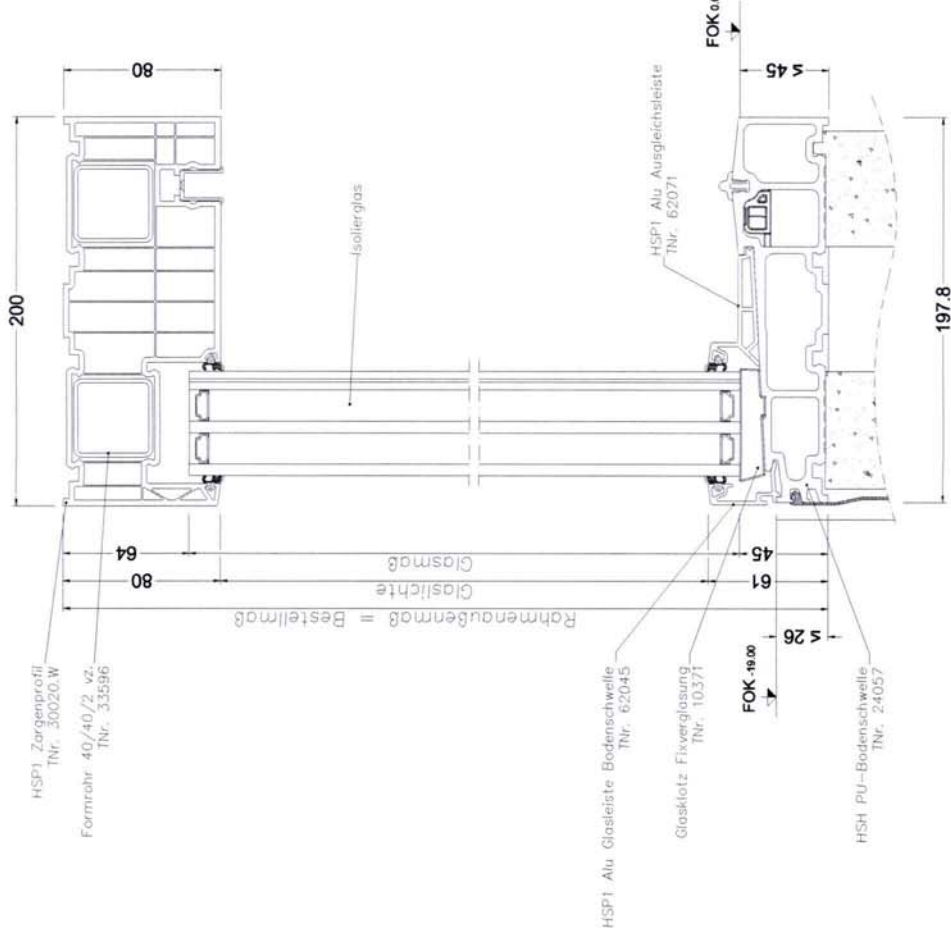 200
80
HSP1 Zargenprofil
TNr. 30020.W
Formrohr 40/40/2 vz.
TNr. 33596
64
80
Rahmenaußenmaß = Bestellmaß
Glaslichte
Glasmaß
Isolierglas
HSP1 Alu Ausgleichsleiste
TNr. 62071
≤ 45
45
61
≤ 26
FOK -19.00
HSP1 Alu Glasleiste Bodenschwelle
TNr. 62045
Glasklotz Fixverglasung
TNr. 10371
HSH PU-Bodenschwelle
TNr. 24057
197.8
FOK